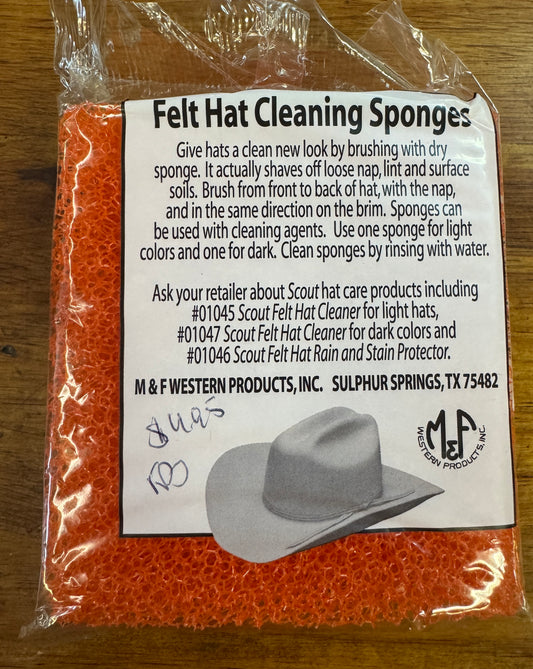 Felt Hat Cleaning Sponges
Give hats a clean new look by brushing with dry
sponge. It actually shaves off loose nap, lint and surface
soils. Brush from front to back of hat, with the nap,
and in the same direction on the brim. Sponges can
be used with cleaning agents. Use one sponge for light
colors and one for dark. Clean sponges by rinsing with water.
Ask your retailer about Scout hat care products including
#01045 Scout Felt Hat Cleaner for light hats,
#01047 Scout Felt Hat Cleaner for dark colors and
#01046 Scout Felt Hat Rain and Stain Protector.
M & F WESTERN PRODUCTS, INC. SULPHUR SPRINGS, TX 75482
$4.95
M&F
WESTERN PRODUCTS, INC.